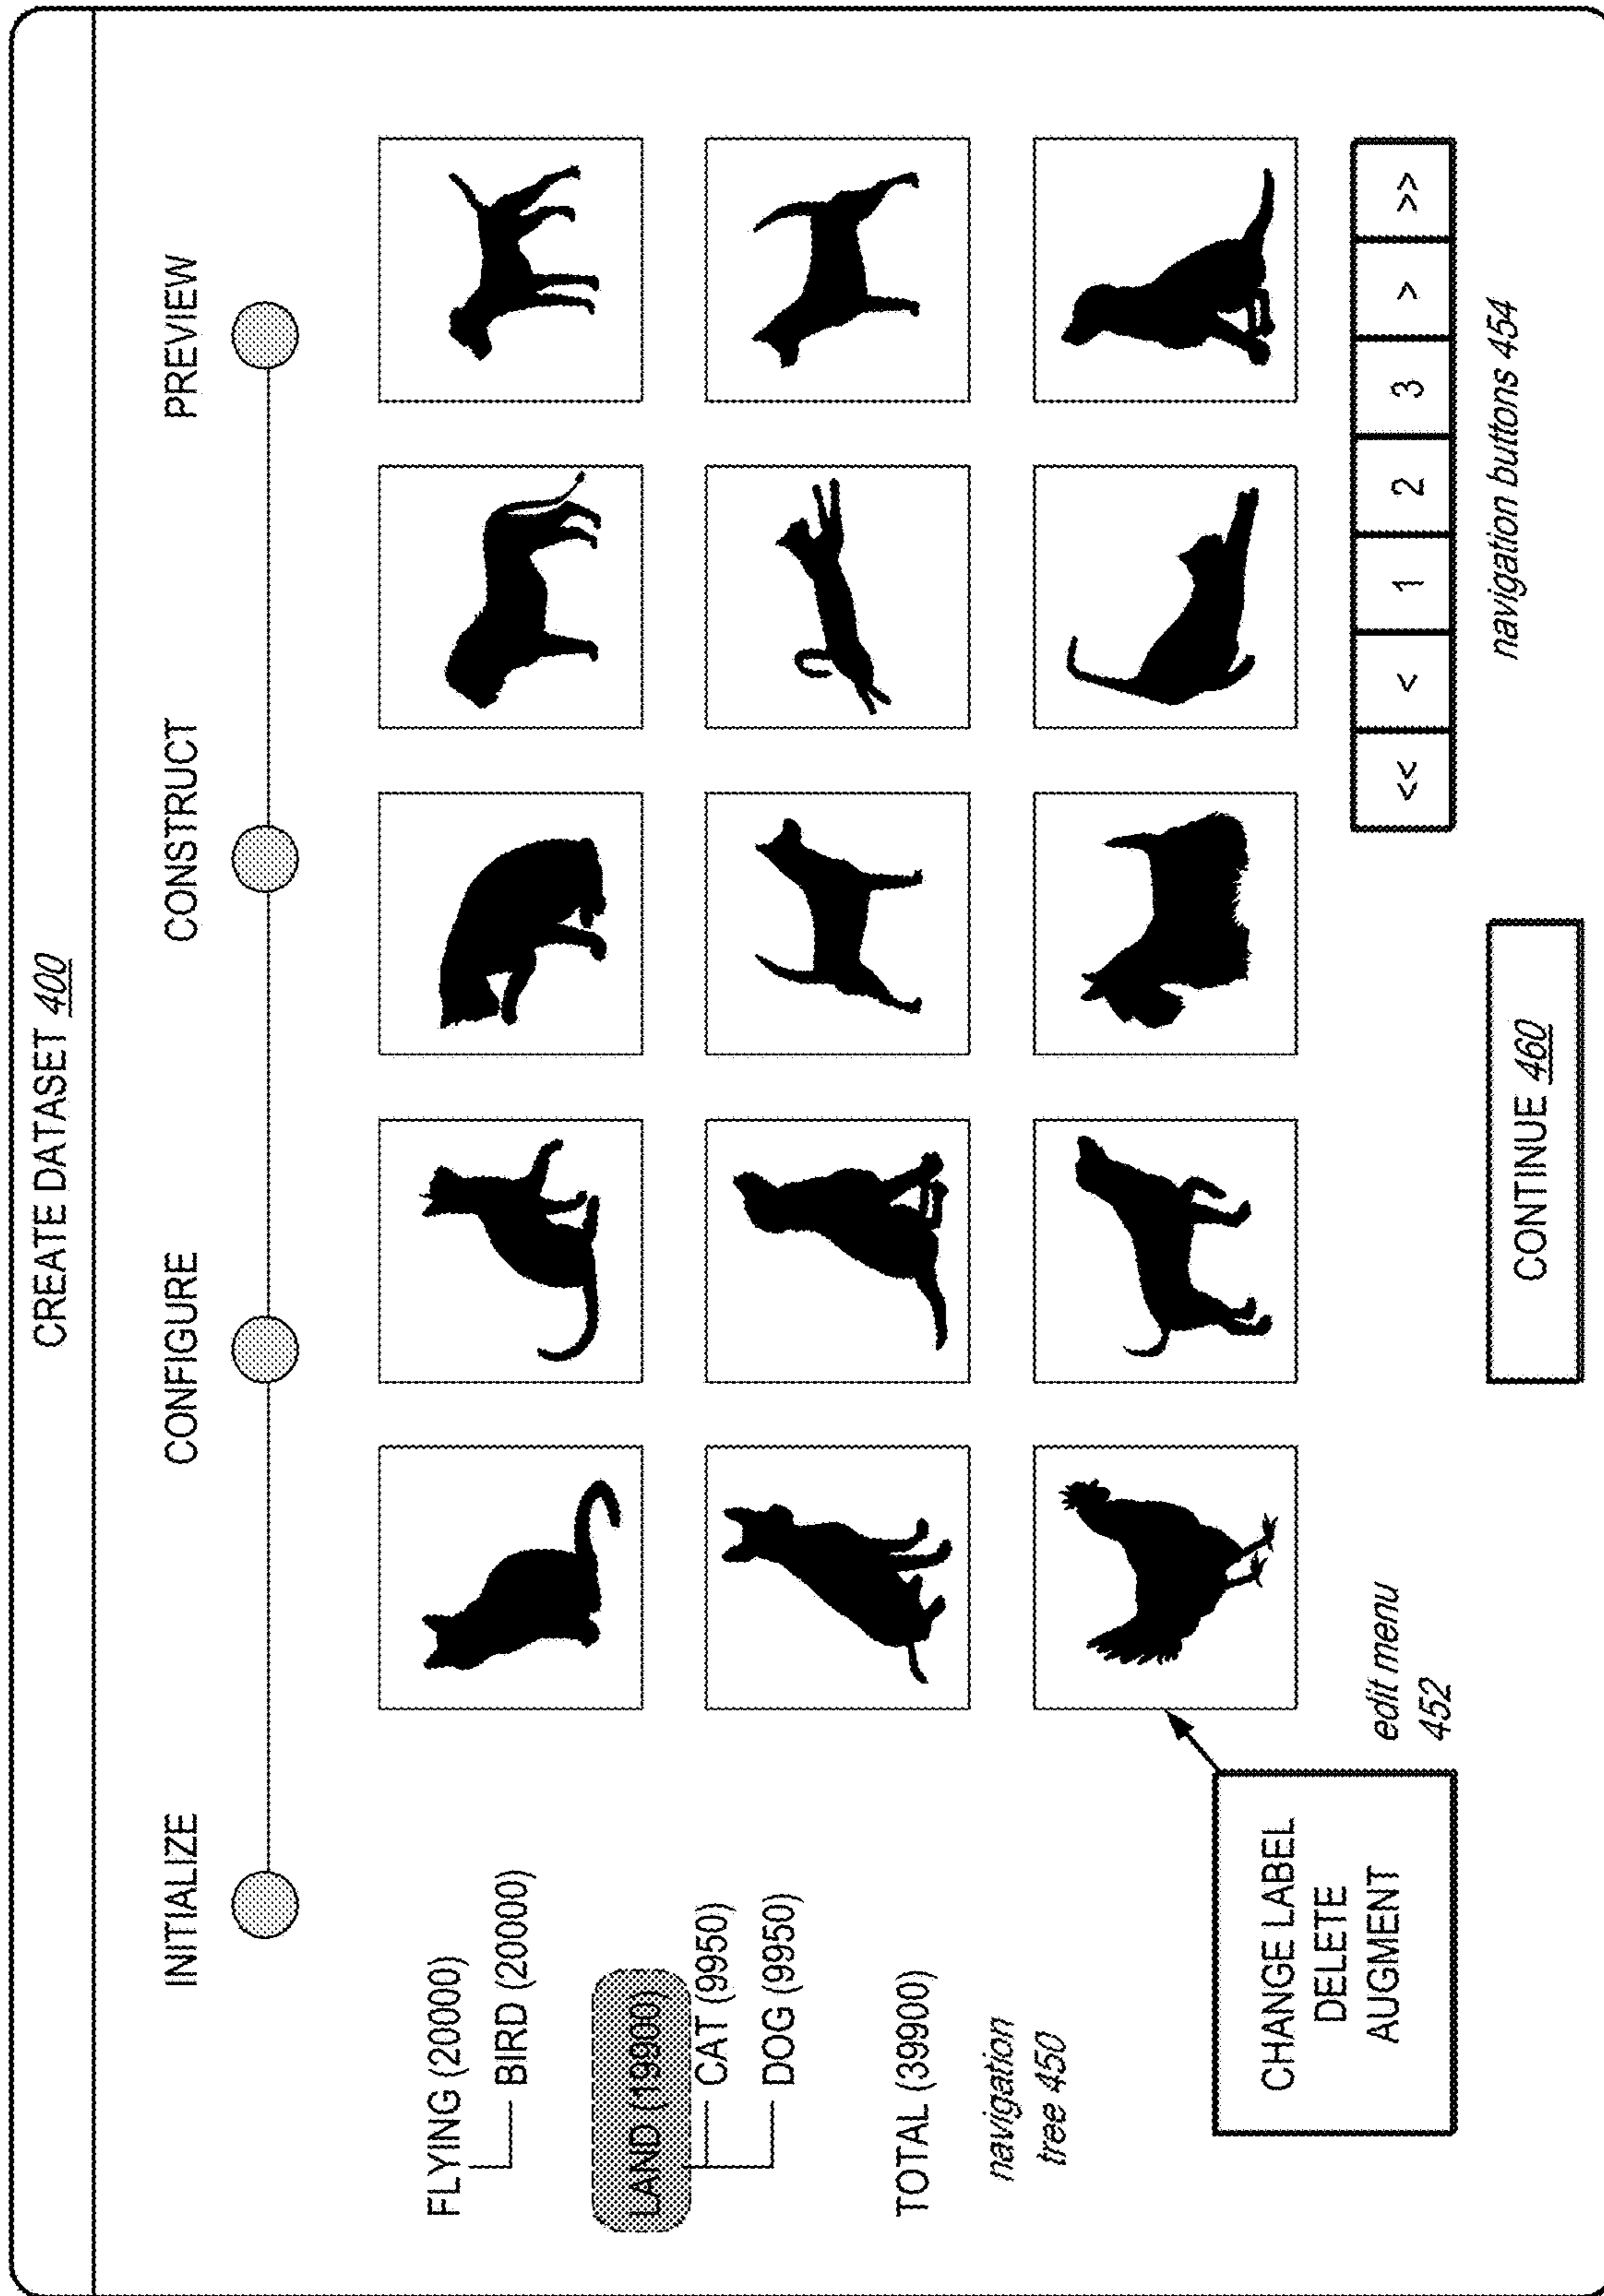 CREATE DATASET 400
INITIALIZE
CONFIGURE
CONSTRUCT
PREVIEW
FLYING (20000)
BIRD (20000)
LAND (19900)
CAT (9950)
DOG (9950)
TOTAL (39900)
navigation
tree 450
CHANGE LABEL
DELETE
AUGMENT
edit menu
452
<< < 1 2 3 > >>
navigation buttons 454
CONTINUE 460